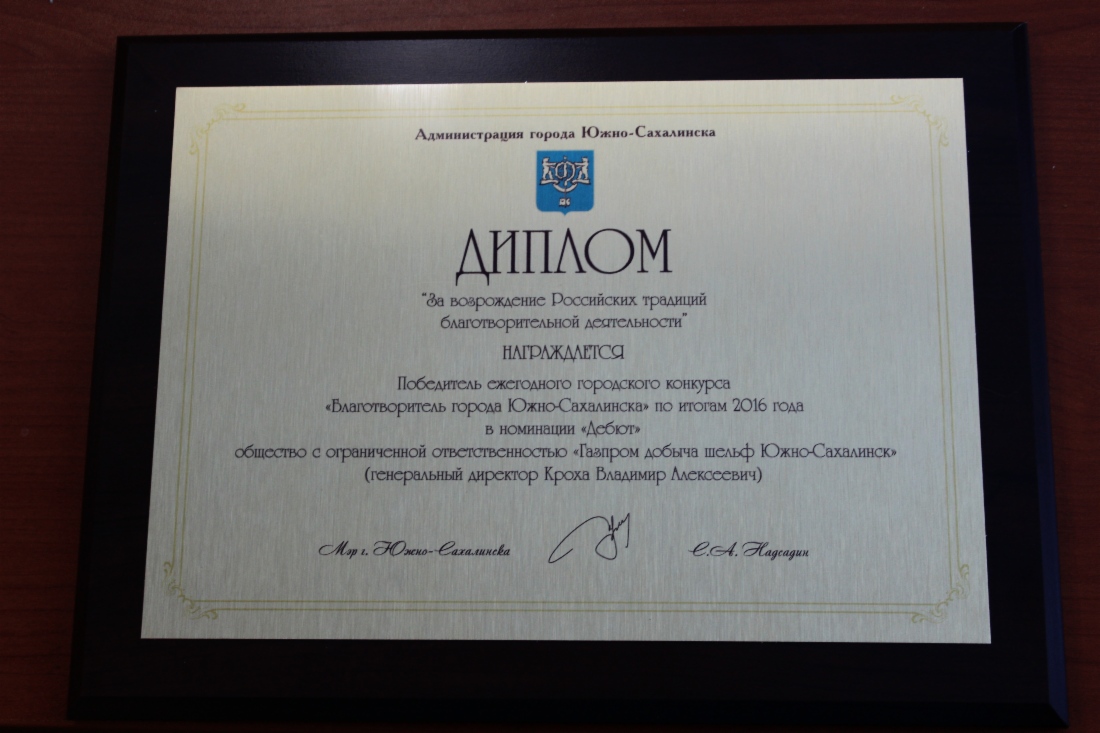 Администрация города Южно-Сахалинска
ДИПЛОМ
"За возрождение Российских традиций
благотворительной деятельности"
НАГРАЖДАЕТСЯ
Победитель ежегодного городского конкурса
«Благотворитель города Южно-Сахалинска» по итогам 2016 года
в номинации «Дебют»
общество с ограниченной ответственностью «Газпром добыча шельф Южно-Сахалинск»
(генеральный директор Кроха Владимир Алексеевич)
Мэр г. Южно-Сахалинска С.А. Надсадин